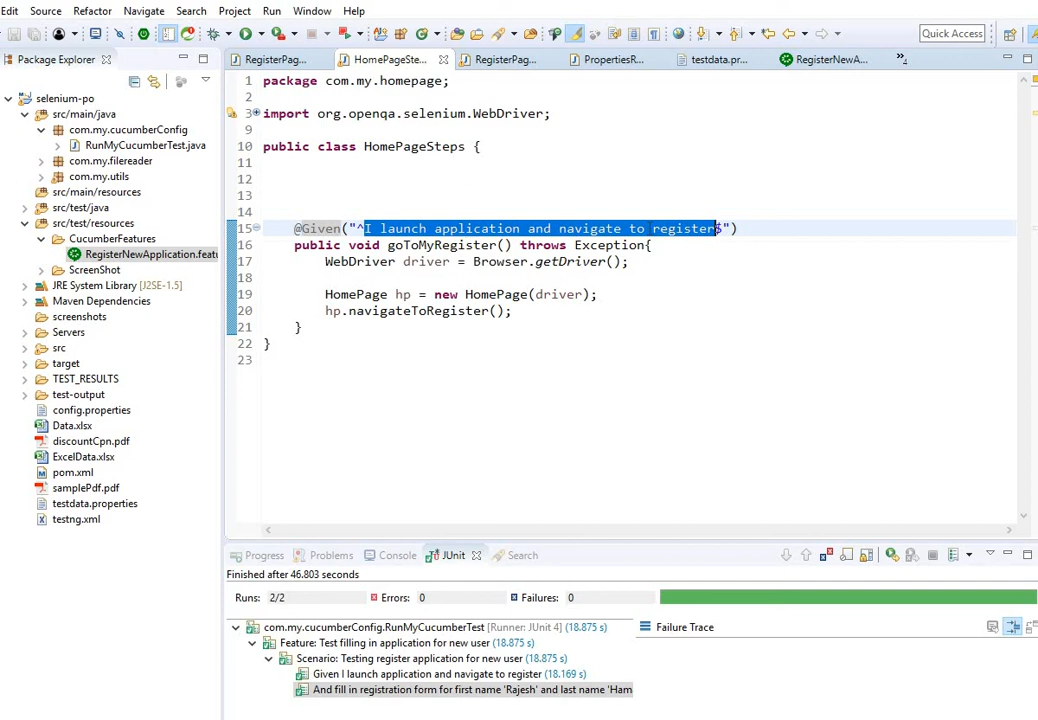 Edit Source Refactor Navigate Search Project Run Window Help
Quick Access
Package Explorer
RegisterPag...
HomePageSte...
RegisterPag...
PropertiesR...
testdata.pr...
RegisterNewA...
selenium-po
src/main/java
com.my.cucumberConfig
RunMyCucumberTest.java
com.my.filereader
com.my.utils
src/main/resources
src/test/java
src/test/resources
CucumberFeatures
RegisterNewApplication.featu
ScreenShot
JRE System Library [J2SE-1.5]
Maven Dependencies
screenshots
Servers
src
target
TEST_RESULTS
test-output
config.properties
Data.xlsx
discountCpn.pdf
ExcelData.xlsx
pom.xml
samplePdf.pdf
testdata.properties
testng.xml
1 package com.my.homepage;
2
3 import org.openqa.selenium.WebDriver;
9
10 public class HomePageSteps {
11
12
13
14
15 @Given("^I launch application and navigate to register$")
16 public void goToMyRegister() throws Exception{
17 WebDriver driver = Browser.getDriver();
18
19 HomePage hp = new HomePage(driver);
20 hp.navigateToRegister();
21 }
22 }
23
Progress Problems Console JUnit Search
Finished after 46.803 seconds
Runs: 2/2 Errors: 0 Failures: 0
com.my.cucumberConfig.RunMyCucumberTest [Runner: JUnit 4] (18.875 s)
Feature: Test filling in application for new user (18.875 s)
Scenario: Testing register application for new user (18.875 s)
Given I launch application and navigate to register (18.169 s)
And fill in registration form for first name 'Rajesh' and last name 'Ham
Failure Trace